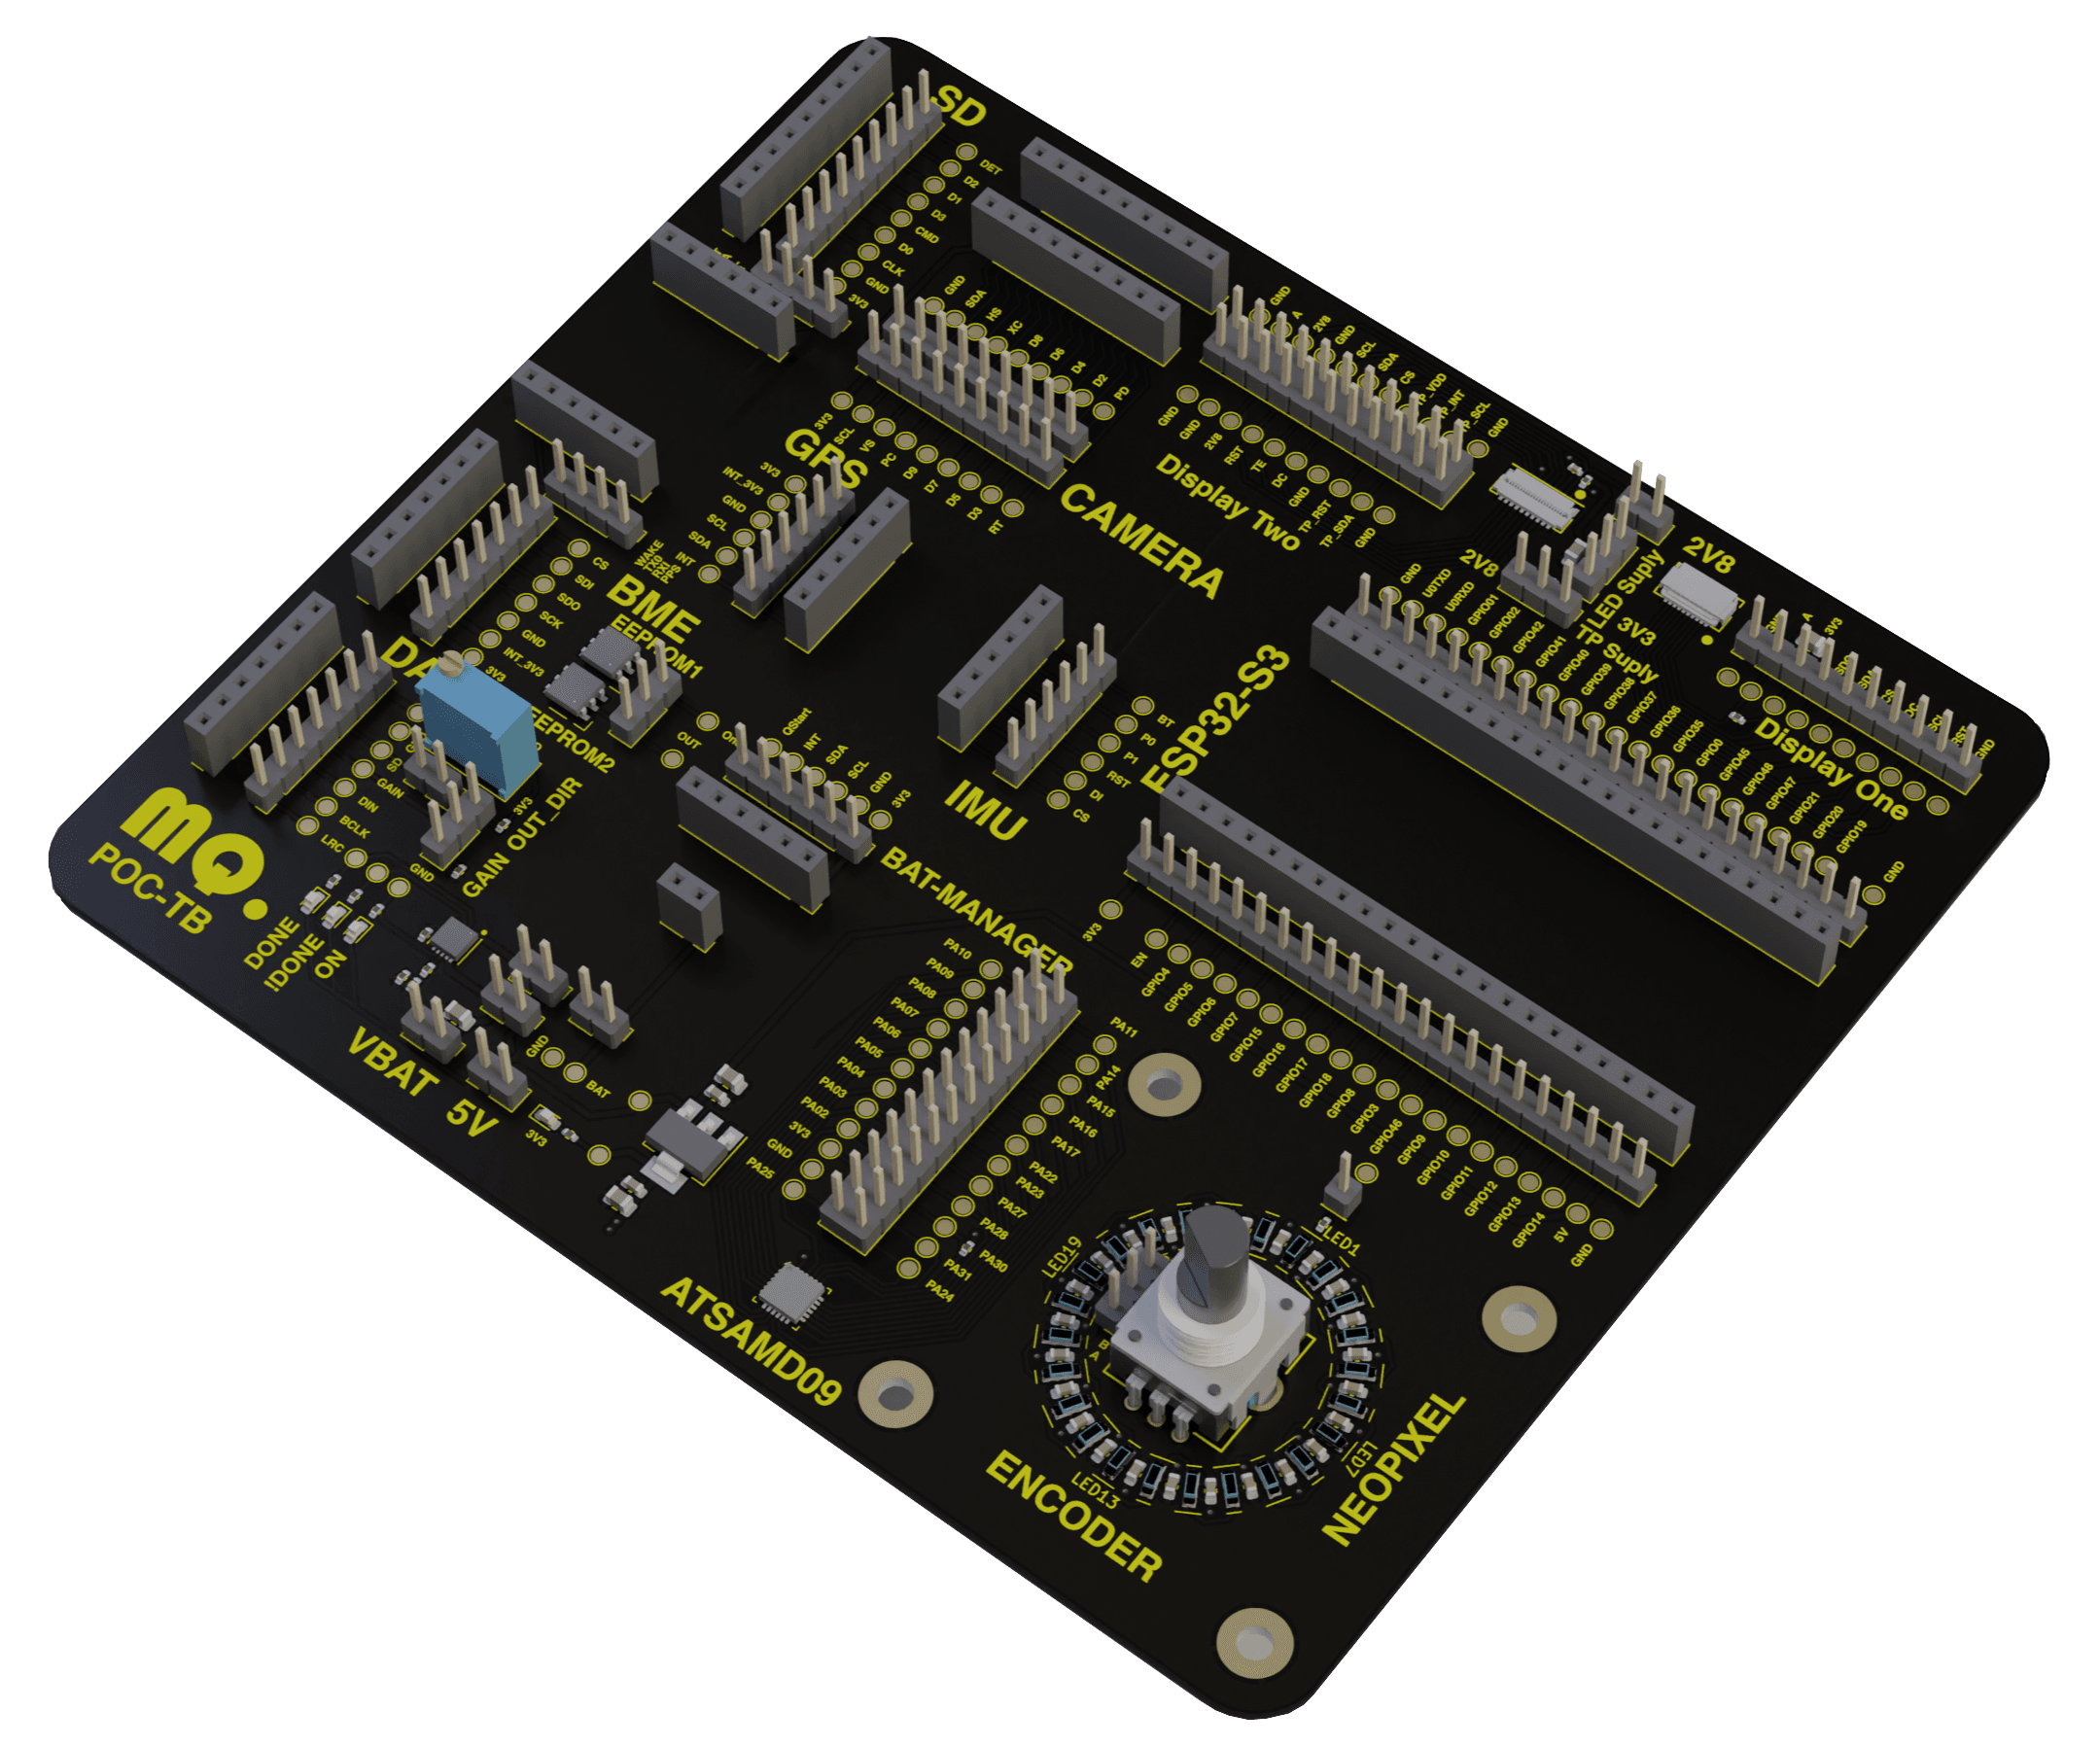 SD
DET
D2
D1
D3
CMD
D0
CLK
GND
3V3
GND
SDA
HS
XC
D8
D6
D4
D2
PD
3V3
SCL
VS
PC
D9
D7
D5
D3
RT
CAMERA
GPS
3V3
INT_3V3
GND
SCL
SDA
INT
WAKE
TX0
RXI
PPS
GND
A
2V8
GND
SCL
SDA
CS
TP_INT
GND
GND
GND
2V8
RST
TE
DC
GND
TP_RST
TP_SDA
GND
Display Two
2V8
2V8
LED Suply
3V3
TP Suply
A
3V3
SCL
RST
GND
Display One
BME
CS
SDI
SDO
SCK
GND
INT_3V3
3V3
EEPROM1
EEPROM2
OUT
SD
GAIN
DIN
BCLK
LRC
GND
3V3
GAIN
OUT_DIR
QStart
INT
SDA
SCL
GND
3V3
BAT-MANAGER
IMU
BT
P0
P1
RST
DI
CS
ESP32-S3
GND
U0TXD
U0RXD
GPIO01
GPIO02
GPIO42
GPIO41
GPIO40
GPIO39
GPIO38
GPIO37
GPIO36
GPIO35
GPIO0
GPIO45
GPIO48
GPIO47
GPIO21
GPIO20
GPIO19
GND
3V3
EN
GPIO4
GPIO5
GPIO6
GPIO7
GPIO15
GPIO16
GPIO17
GPIO18
GPIO8
GPIO3
GPIO46
GPIO9
GPIO10
GPIO11
GPIO12
GPIO13
GPIO14
5V
GND
MQ.
POC-TB
DONE
!DONE
ON
VBAT
5V
GND
BAT
3V3
PA10
PA09
PA08
PA07
PA06
PA05
PA04
PA03
PA02
3V3
GND
PA25
PA11
PA14
PA15
PA16
PA17
PA22
PA23
PA27
PA28
PA30
PA31
PA24
ATSAMD09
LED19
LED1
LED7
LED13
A
ENCODER
NEOPIXEL